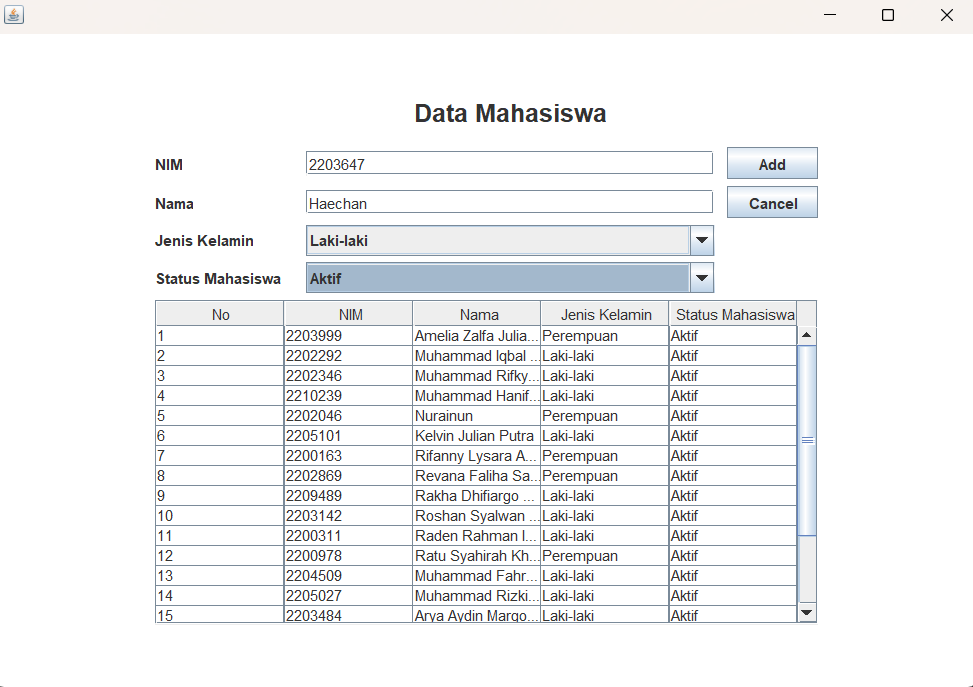 Data Mahasiswa
NIM 2203647 Add
Nama Haechan Cancel
Jenis Kelamin Laki-laki
Status Mahasiswa Aktif
No NIM Nama Jenis Kelamin Status Mahasiswa
1 2203999 Amelia Zalfa Julia... Perempuan Aktif
2 2202292 Muhammad Iqbal ... Laki-laki Aktif
3 2202346 Muhammad Rifky... Laki-laki Aktif
4 2210239 Muhammad Hanif... Laki-laki Aktif
5 2202046 Nurainun Perempuan Aktif
6 2205101 Kelvin Julian Putra Laki-laki Aktif
7 2200163 Rifanny Lysara A... Perempuan Aktif
8 2202869 Revana Faliha Sa... Perempuan Aktif
9 2209489 Rakha Dhifiargo ... Laki-laki Aktif
10 2203142 Roshan Syalwan ... Laki-laki Aktif
11 2200311 Raden Rahman I... Laki-laki Aktif
12 2200978 Ratu Syahirah Kh... Perempuan Aktif
13 2204509 Muhammad Fahr... Laki-laki Aktif
14 2205027 Muhammad Rizki... Laki-laki Aktif
15 2203484 Arya Aydin Margo... Laki-laki Aktif